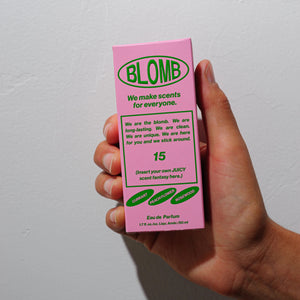 BLOMB
We make scents
for everyone.
We are the blomb. We are
long-lasting. We are clean.
We are unique. We are here
for you and we stick around.
15
(Insert your own JUICY
scent fantasy here.)
Eau de Parfum